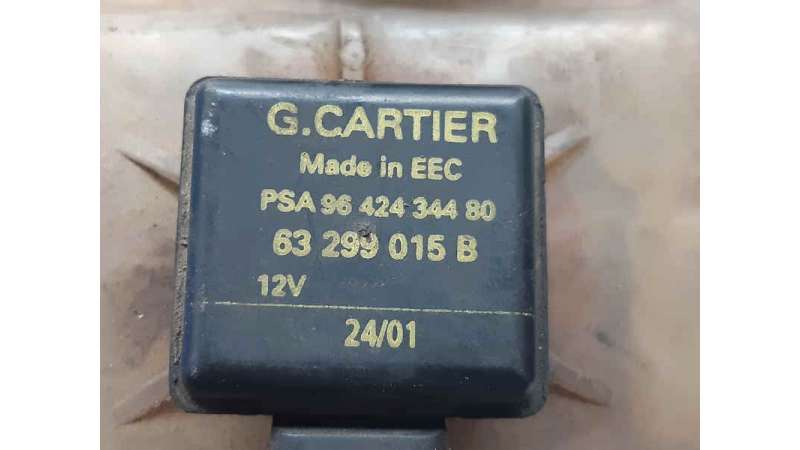 G.CARTIER
Made in EEC
PSA 96 424 344 80
63 299 015 B
12V
24/01